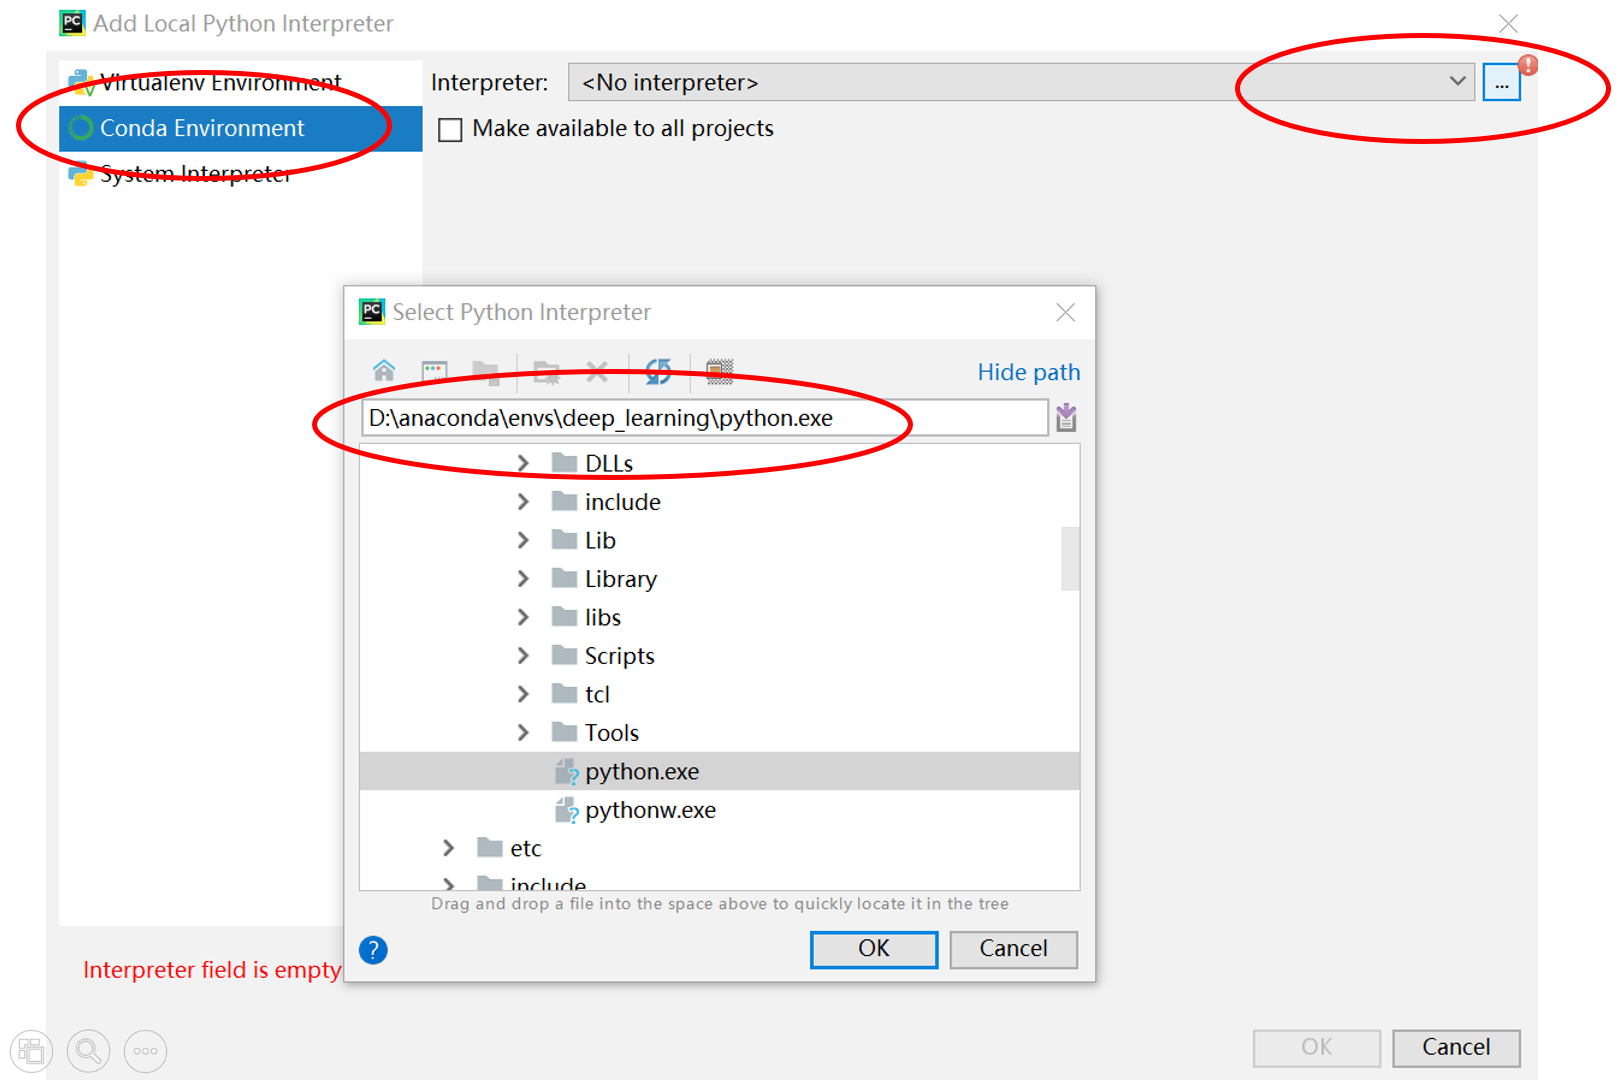 Add Local Python Interpreter
Virtualenv Environment
Conda Environment
System Interpreter
Interpreter: <No interpreter> ...
Make available to all projects
Select Python Interpreter
Hide path
D:\anaconda\envs\deep_learning\python.exe
DLLs
include
Lib
Library
libs
Scripts
tcl
Tools
python.exe
pythonw.exe
etc
include
Drag and drop a file into the space above to quickly locate it in the tree
? OK Cancel
Interpreter field is empty
OK Cancel